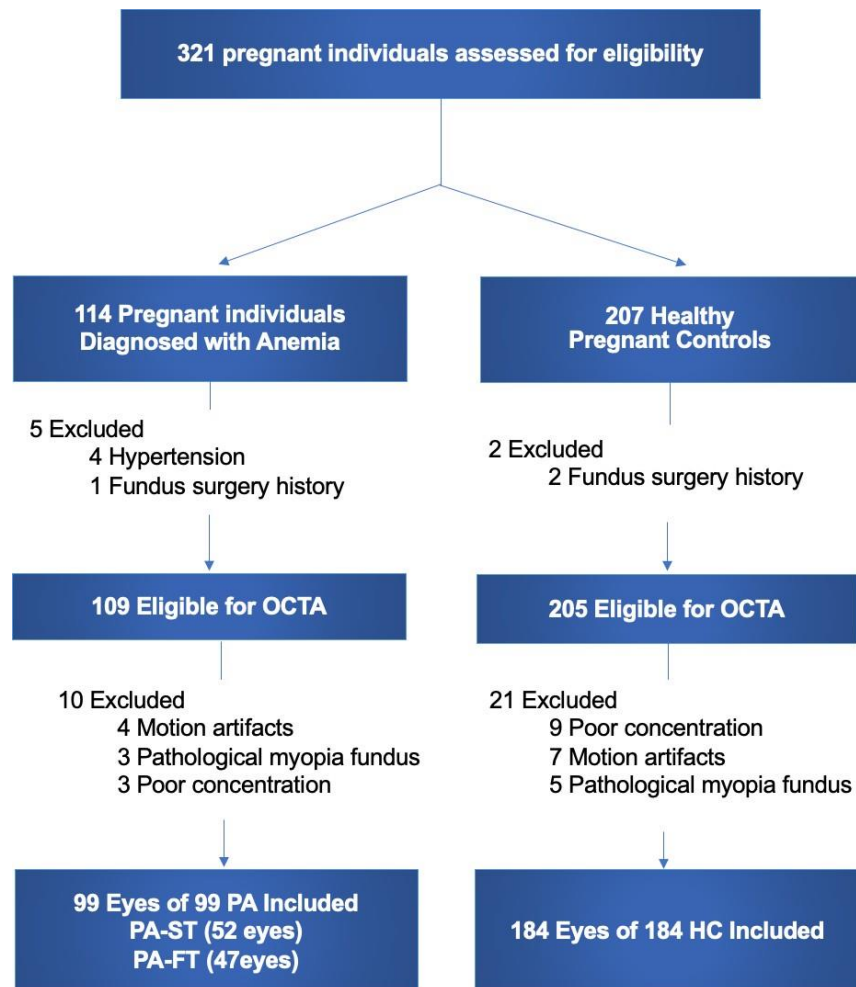 321 pregnant individuals assessed for eligibility
114 Pregnant individuals
Diagnosed with Anemia
207 Healthy
Pregnant Controls
5 Excluded
4 Hypertension
1 Fundus surgery history
2 Excluded
2 Fundus surgery history
109 Eligible for OCTA
205 Eligible for OCTA
10 Excluded
4 Motion artifacts
3 Pathological myopia fundus
3 Poor concentration
21 Excluded
9 Poor concentration
7 Motion artifacts
5 Pathological myopia fundus
99 Eyes of 99 PA Included
PA-ST (52 eyes)
PA-FT (47eyes)
184 Eyes of 184 HC Included